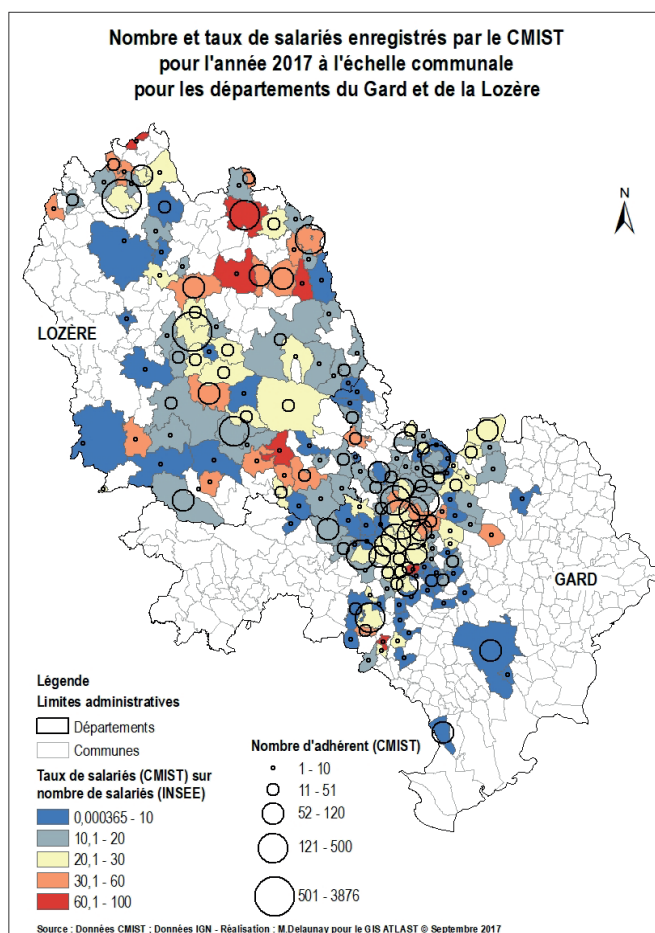 Nombre et taux de salariés enregistrés par le CMIST
pour l'année 2017 à l'échelle communale
pour les départements du Gard et de la Lozère
N
LOZÈRE
GARD
Légende
Limites administratives
Départements
Communes
Taux de salariés (CMIST) sur
nombre de salariés (INSEE)
0,000365 - 10
10,1 - 20
20,1 - 30
30,1 - 60
60,1 - 100
Nombre d'adhérent (CMIST)
1 - 10
11 - 51
52 - 120
121 - 500
501 - 3876
Source : Données CMIST ; Données IGN - Réalisation : M.Delaunay pour le GIS ATLAST © Septembre 2017